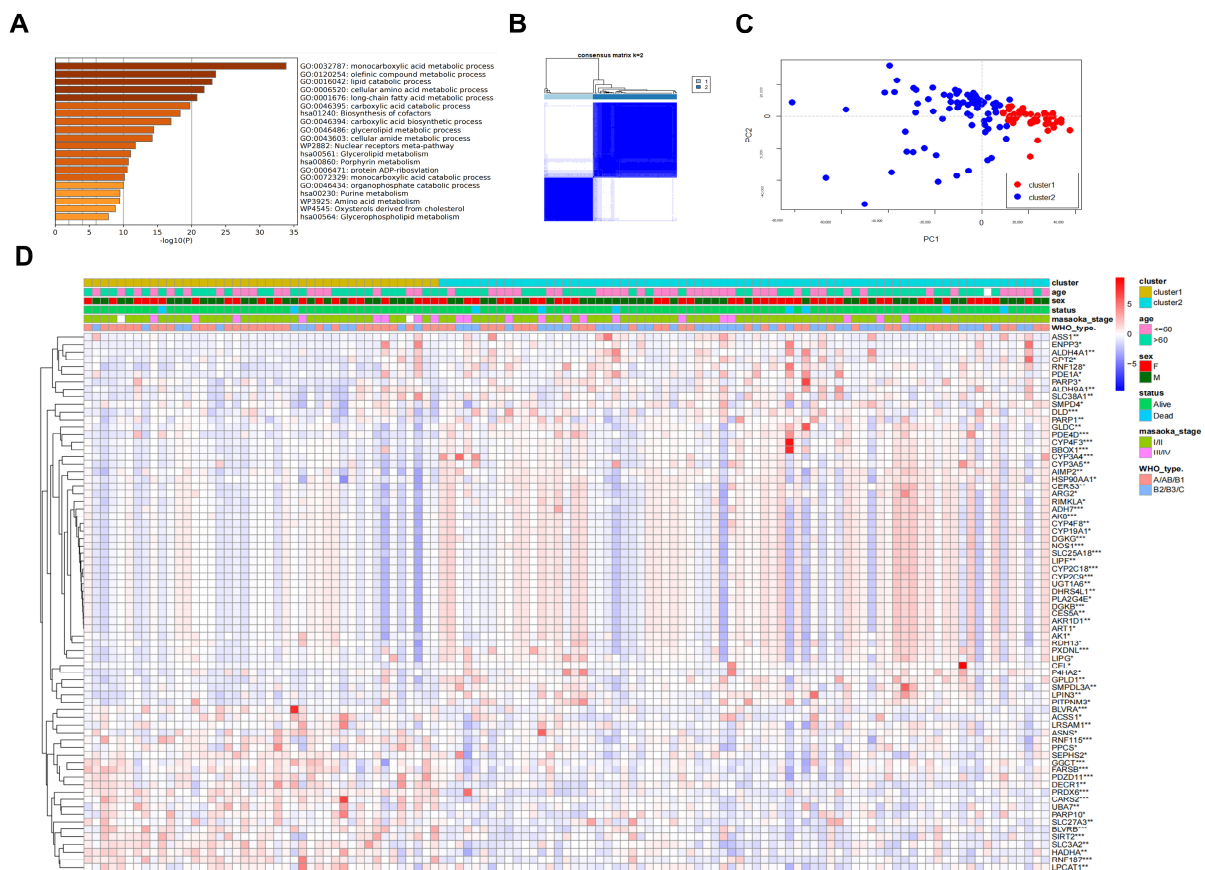 A
B
C
GO:0032787: monocarboxylic acid metabolic process
GO:0120254: olefinic compound metabolic process
GO:0016042: lipid catabolic process
GO:0006520: cellular amino acid metabolic process
GO:0001676: long-chain fatty acid metabolic process
GO:0046395: carboxylic acid catabolic process
hsa01240: Biosynthesis of cofactors
GO:0046394: carboxylic acid biosynthetic process
GO:0046486: glycerolipid metabolic process
GO:0043603: cellular amide metabolic process
WP2882: Nuclear receptors meta-pathway
hsa00561: Glycerolipid metabolism
hsa00860: Porphyrin metabolism
GO:0006471: protein ADP-ribosylation
GO:0072329: monocarboxylic acid catabolic process
GO:0046434: organophosphate catabolic process
hsa00230: Purine metabolism
WP3925: Amino acid metabolism
WP4545: Oxysterols derived from cholesterol
hsa00564: Glycerophospholipid metabolism
0 5 10 15 20 25 30 35
-log10(P)
consensus matrix k=2
1
2
PC2
0
0
PC1
cluster1
cluster2
D
cluster
age
sex
status
masaoka_stage
WHO_type.
ASS1**
ENPP3*
ALDH4A1**
GPT2*
RNF128*
PDE1A*
PARP3*
ALDH9A1**
SLC38A1**
SMPD4*
DLD***
PARP1**
GLDC**
PDE4D***
CYP4F3***
BBOX1***
CYP3A4***
CYP3A5**
AIMP2**
HSP90AA1*
CERS3**
ARG2*
RIMKLA*
ADH7***
CYP4F8**
CYP19A1*
DGKG***
NOS1***
SLC25A18***
LIPF**
CYP2C18***
CYP2C9***
UGT1A6**
DHRS4L1**
PLA2G4E*
DGKB***
CES5A**
AKR1D1**
ART1*
AK1*
RDH13*
PXDNL***
LIPG*
CEL*
P4HA2*
GPLD1**
SMPDL3A**
LPIN3**
PITPNM3*
BLVRA***
ACSS1*
LRSAM1**
ASNS*
RNF115***
PPCS*
SEPHS2*
GGCT***
FARSB***
PDZD11***
DECR1**
PRDX6***
CARS2***
UBA7**
PARP10*
SLC27A3**
BLVRB***
SIRT2***
SLC3A2**
HADHA**
RNF187***
LPCAT1**
5
0
−5
cluster
cluster1
cluster2
age
<=60
>60
sex
F
M
status
Alive
Dead
masaoka_stage
I/II
III/IV
WHO_type.
A/AB/B1
B2/B3/C